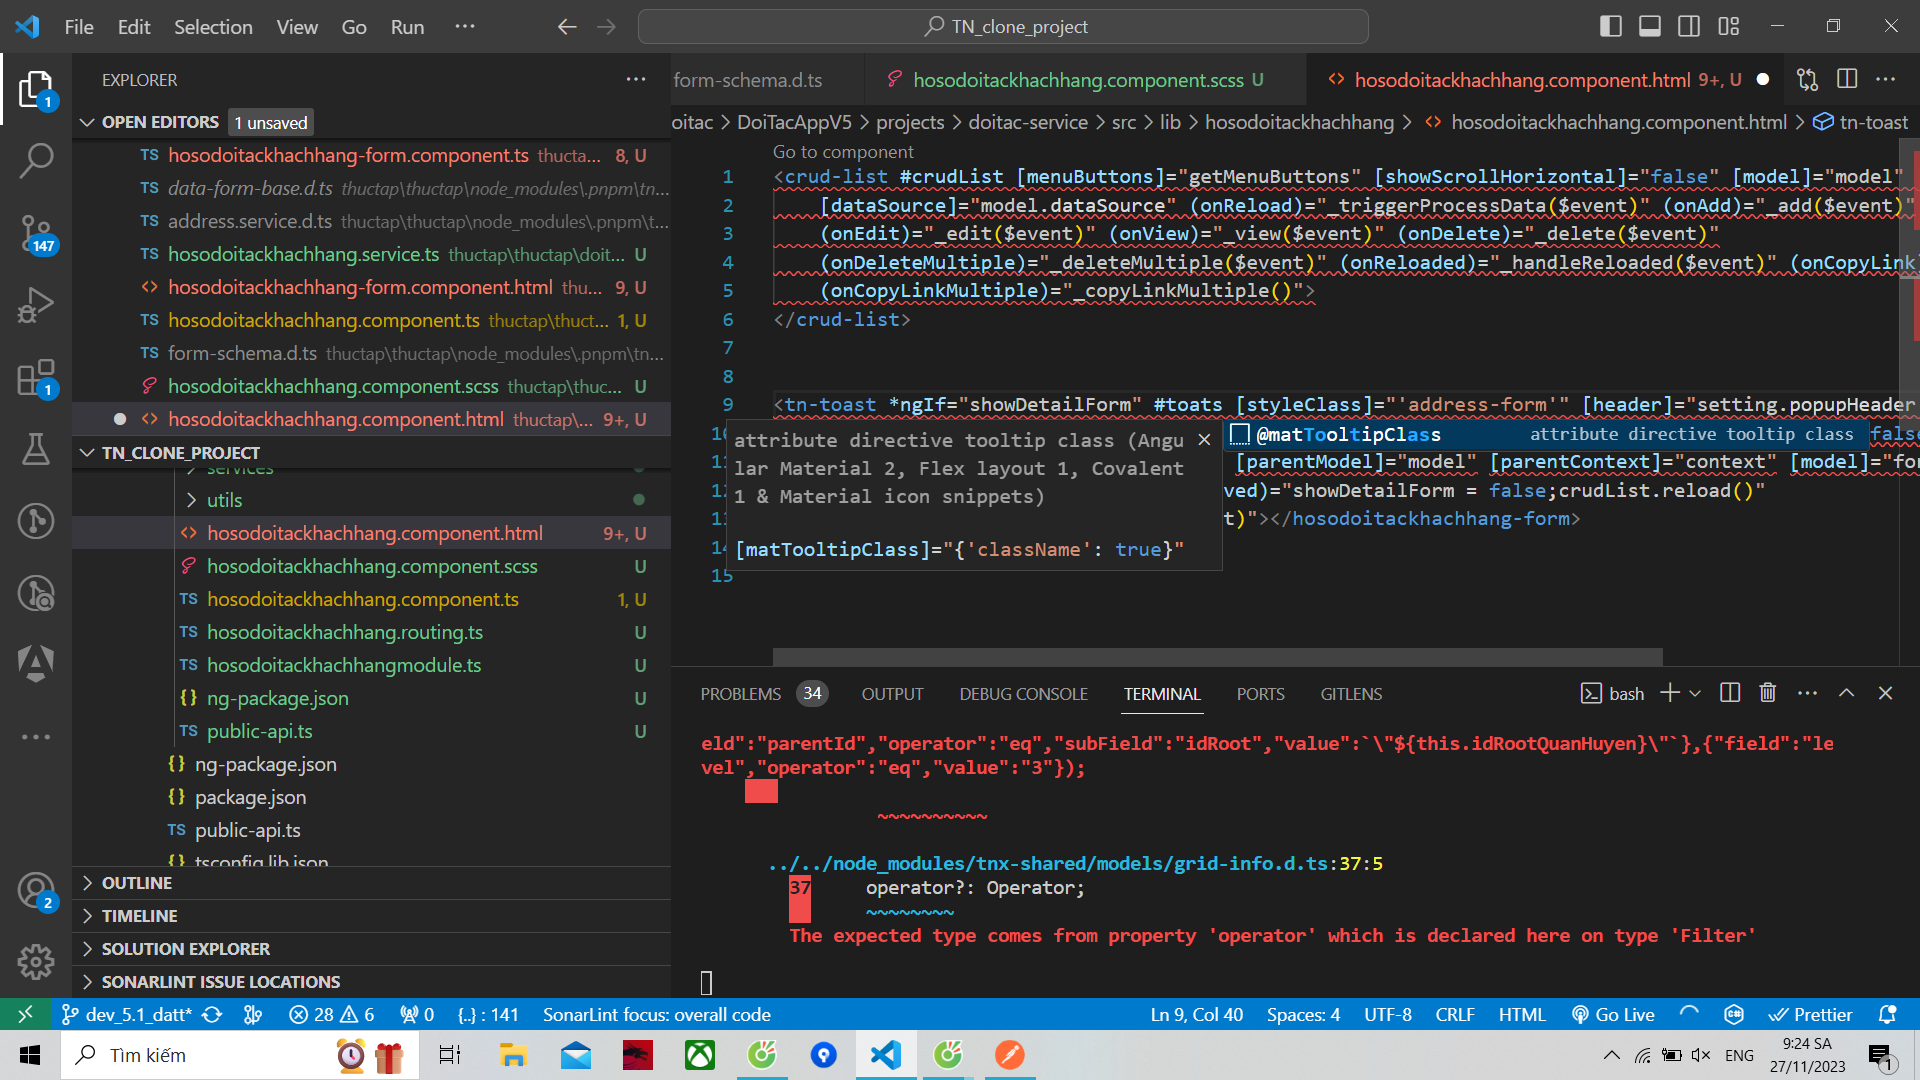 File Edit Selection View Go Run ··· TN_clone_project
EXPLORER
OPEN EDITORS 1 unsaved
TS hosodoitackhachhang-form.component.ts thucta... 8, U
TS data-form-base.d.ts thuctap\thuctap\node_modules\.pnpm\tn...
TS address.service.d.ts thuctap\thuctap\node_modules\.pnpm\t...
TS hosodoitackhachhang.service.ts thuctap\thuctap\doit... U
<> hosodoitackhachhang-form.component.html thu... 9, U
TS hosodoitackhachhang.component.ts thuctap\thuct... 1, U
TS form-schema.d.ts thuctap\thuctap\node_modules\.pnpm\tn...
hosodoitackhachhang.component.scss thuctap\thuc... U
<> hosodoitackhachhang.component.html thuctap\... 9+, U
TN_CLONE_PROJECT
services
utils
<> hosodoitackhachhang.component.html 9+, U
hosodoitackhachhang.component.scss U
TS hosodoitackhachhang.component.ts 1, U
TS hosodoitackhachhang.routing.ts U
TS hosodoitackhachhangmodule.ts U
{} ng-package.json U
TS public-api.ts U
{} ng-package.json
{} package.json
TS public-api.ts
{} tsconfig.lib.json
OUTLINE
TIMELINE
SOLUTION EXPLORER
SONARLINT ISSUE LOCATIONS
1
147
1
2
form-schema.d.ts hosodoitackhachhang.component.scss U <> hosodoitackhachhang.component.html 9+, U
oitac > DoiTacAppV5 > projects > doitac-service > src > lib > hosodoitackhachhang > <> hosodoitackhachhang.component.html > tn-toast
Go to component
1 <crud-list #crudList [menuButtons]="getMenuButtons" [showScrollHorizontal]="false" [model]="model"
2 [dataSource]="model.dataSource" (onReload)="_triggerProcessData($event)" (onAdd)="_add($event)"
3 (onEdit)="_edit($event)" (onView)="_view($event)" (onDelete)="_delete($event)"
4 (onDeleteMultiple)="_deleteMultiple($event)" (onReloaded)="_handleReloaded($event)" (onCopyLink)
5 (onCopyLinkMultiple)="_copyLinkMultiple()">
6 </crud-list>
7
8
9 <tn-toast *ngIf="showDetailForm" #toats [styleClass]="'address-form'" [header]="setting.popupHeader
false
[parentModel]="model" [parentContext]="context" [model]="for
ved)="showDetailForm = false;crudList.reload()"
t)"></hosodoitackhachhang-form>
15
attribute directive tooltip class (Angu
lar Material 2, Flex layout 1, Covalent
1 & Material icon snippets)
[matTooltipClass]="{'className': true}"
@matTooltipClass attribute directive tooltip class
PROBLEMS 34 OUTPUT DEBUG CONSOLE TERMINAL PORTS GITLENS bash
eld":"parentId","operator":"eq","subField":"idRoot","value":`\"${this.idRootQuanHuyen}\"`},{"field":"le
vel","operator":"eq","value":"3"});
~~~~~~~~~~
../../node_modules/tnx-shared/models/grid-info.d.ts:37:5
37 operator?: Operator;
~~~~~~~~
The expected type comes from property 'operator' which is declared here on type 'Filter'
dev_5.1_datt* 28 6 0 {..} : 141 SonarLint focus: overall code Ln 9, Col 40 Spaces: 4 UTF-8 CRLF HTML Go Live Prettier
Tìm kiếm ENG 9:24 SA
27/11/2023 1